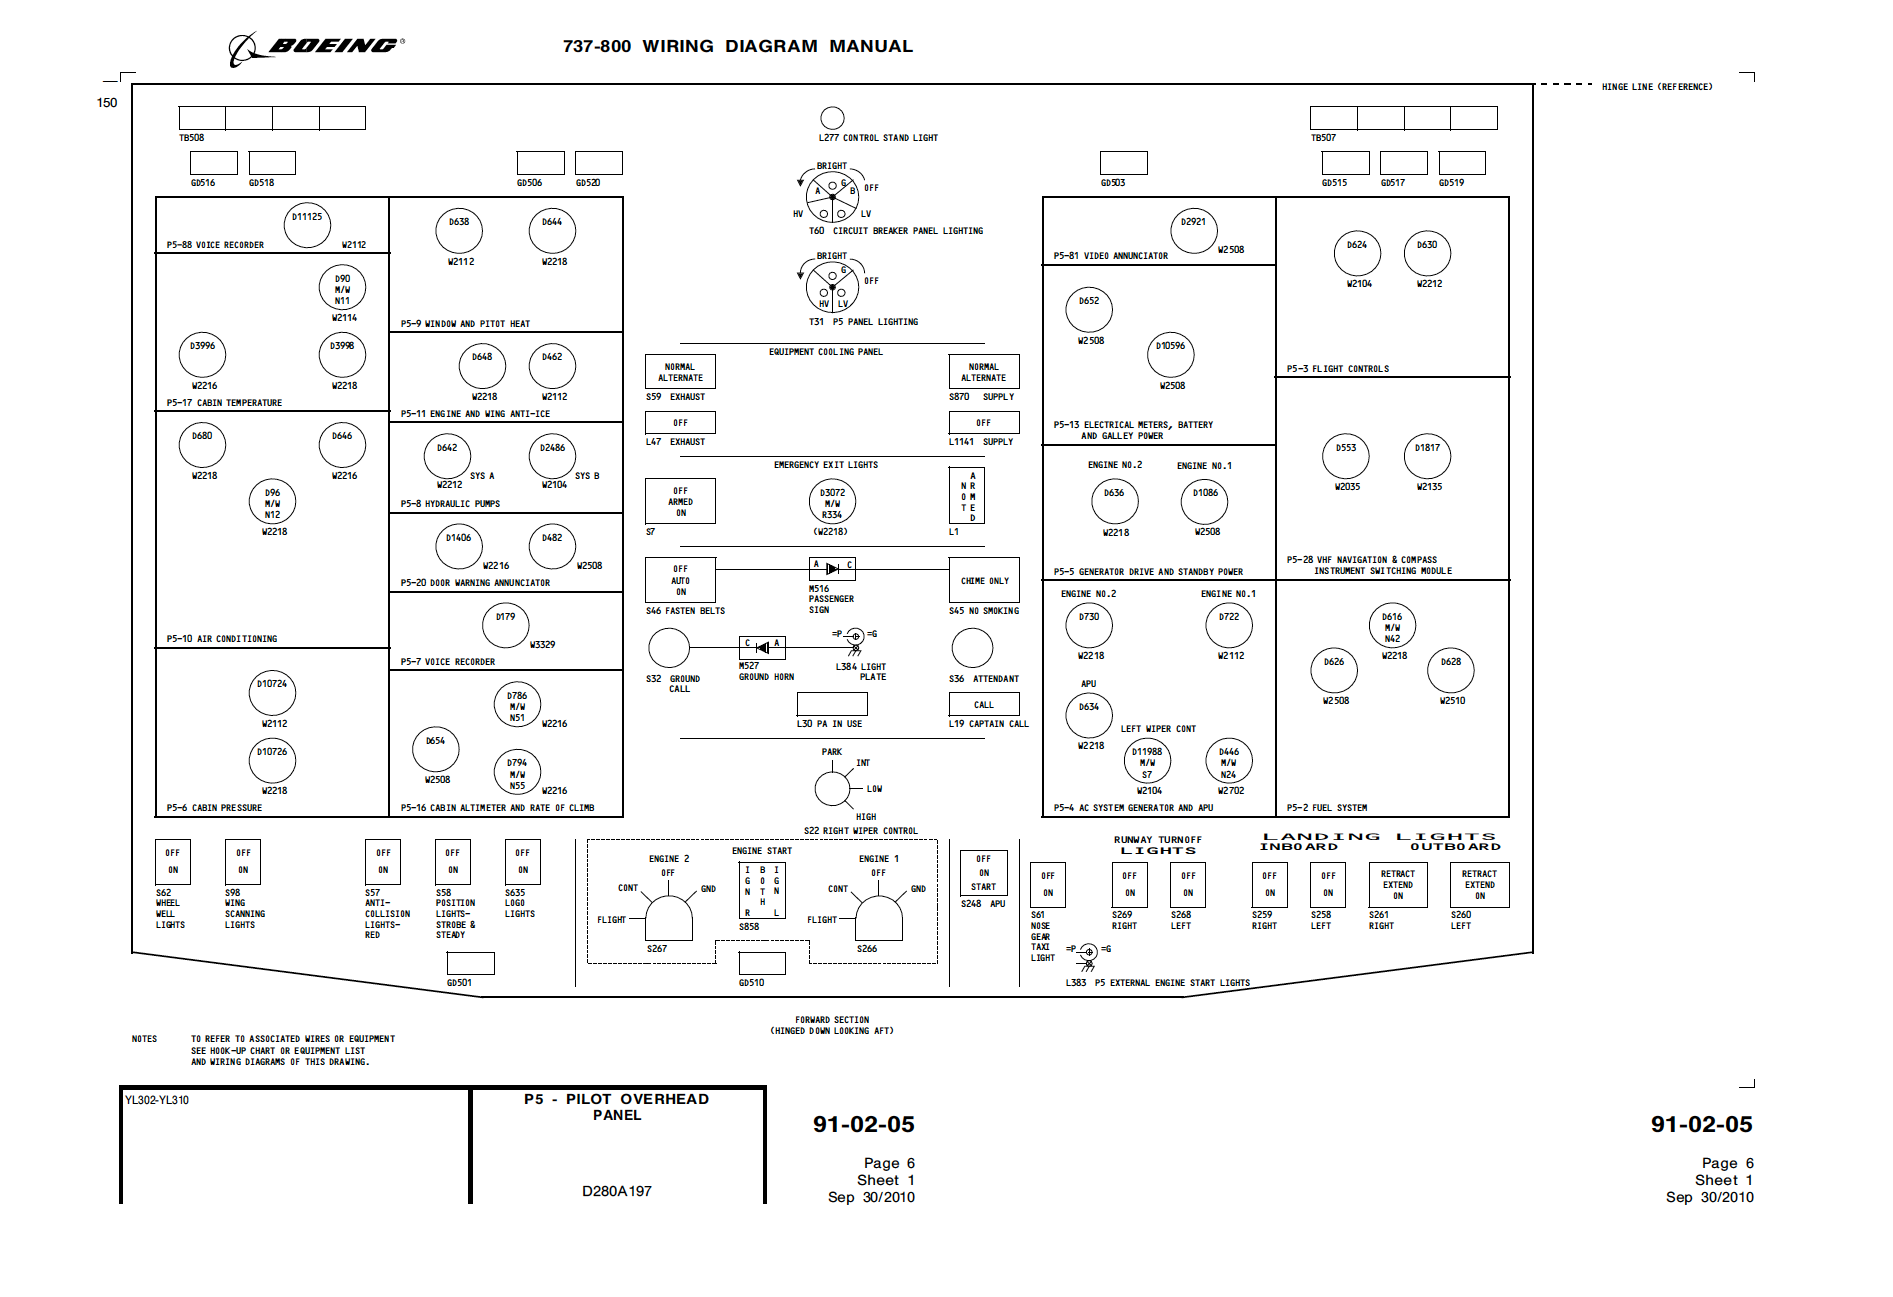 BOEING®
737-800 WIRING DIAGRAM MANUAL
150
HINGE LINE (REFERENCE)
TB508
GD516
GD518
GD506
GD520
L277 CONTROL STAND LIGHT
BRIGHT
OFF
A
G
B
HV
LV
T60 CIRCUIT BREAKER PANEL LIGHTING
BRIGHT
OFF
G
HV LV
T31 P5 PANEL LIGHTING
TB507
GD503
GD515
GD517
GD519
D11125
P5-88 VOICE RECORDER
W2112
D90
M/W
N11
W2114
D3996
W2216
D3998
W2218
P5-17 CABIN TEMPERATURE
D680
W2218
D646
W2216
D96
M/W
N12
W2218
P5-10 AIR CONDITIONING
D10724
W2112
D10726
W2218
P5-6 CABIN PRESSURE
D638
W2112
D644
W2218
P5-9 WINDOW AND PITOT HEAT
D648
W2218
D462
W2112
P5-11 ENGINE AND WING ANTI-ICE
D642
SYS A
W2212
D2486
SYS B
W2104
P5-8 HYDRAULIC PUMPS
D1406
W2216
D482
W2508
P5-20 DOOR WARNING ANNUNCIATOR
D179
W3329
P5-7 VOICE RECORDER
D786
M/W
N51
W2216
D654
W2508
D794
M/W
N55
W2216
P5-16 CABIN ALTIMETER AND RATE OF CLIMB
EQUIPMENT COOLING PANEL
NORMAL
ALTERNATE
S59 EXHAUST
NORMAL
ALTERNATE
S870 SUPPLY
OFF
L47 EXHAUST
OFF
L1141 SUPPLY
EMERGENCY EXIT LIGHTS
OFF
ARMED
ON
S7
D3072
M/W
R334
(W2218)
NOT
ARMED
L1
OFF
AUTO
ON
S46 FASTEN BELTS
A
C
M516
PASSENGER
SIGN
CHIME ONLY
S45 NO SMOKING
S32 GROUND
CALL
C
A
M527
GROUND HORN
=P
=G
L384 LIGHT
PLATE
S36 ATTENDANT
L30 PA IN USE
CALL
L19 CAPTAIN CALL
PARK
INT
LOW
HIGH
S22 RIGHT WIPER CONTROL
D2921
W2508
P5-81 VIDEO ANNUNCIATOR
D652
W2508
D10596
W2508
P5-13 ELECTRICAL METERS, BATTERY
AND GALLEY POWER
ENGINE NO.2
ENGINE NO.1
D636
W2218
D1086
W2508
P5-5 GENERATOR DRIVE AND STANDBY POWER
ENGINE NO.2
ENGINE NO.1
D730
W2218
D722
W2112
APU
D634
W2218
LEFT WIPER CONT
D11988
M/W
S7
W2104
D446
M/W
N24
W2702
P5-4 AC SYSTEM GENERATOR AND APU
D624
W2104
D630
W2212
P5-3 FLIGHT CONTROLS
D553
W2035
D1817
W2135
P5-28 VHF NAVIGATION & COMPASS
INSTRUMENT SWITCHING MODULE
D616
M/W
N42
W2218
D626
W2508
D628
W2510
P5-2 FUEL SYSTEM
OFF
ON
S62
WHEEL
WELL
LIGHTS
OFF
ON
S98
WING
SCANNING
LIGHTS
OFF
ON
S57
ANTI-
COLLISION
LIGHTS-
RED
OFF
ON
S58
POSITION
LIGHTS-
STROBE &
STEADY
OFF
ON
S635
LOGO
LIGHTS
GD501
ENGINE 2
OFF
CONT
GND
FLIGHT
S267
ENGINE START
IGN
R
BOTH
IGN
L
S858
ENGINE 1
OFF
CONT
GND
FLIGHT
S266
GD510
OFF
ON
START
S248 APU
OFF
ON
S61
NOSE
GEAR
TAXI
LIGHT
RUNWAY TURNOFF
LIGHTS
OFF
ON
S269
RIGHT
OFF
ON
S268
LEFT
=P
=G
L383 P5 EXTERNAL ENGINE START LIGHTS
LANDING LIGHTS
INBOARD
OUTBOARD
OFF
ON
S259
RIGHT
OFF
ON
S258
LEFT
RETRACT
EXTEND
ON
S261
RIGHT
RETRACT
EXTEND
ON
S260
LEFT
FORWARD SECTION
(HINGED DOWN LOOKING AFT)
NOTES TO REFER TO ASSOCIATED WIRES OR EQUIPMENT
SEE HOOK-UP CHART OR EQUIPMENT LIST
AND WIRING DIAGRAMS OF THIS DRAWING.
YL302-YL310
P5 - PILOT OVERHEAD
PANEL
D280A197
91-02-05
Page 6
Sheet 1
Sep 30/2010
91-02-05
Page 6
Sheet 1
Sep 30/2010